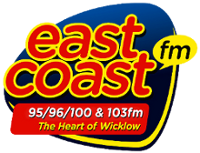 east
coast
fm
95/96/100 & 103fm
The Heart of Wicklow